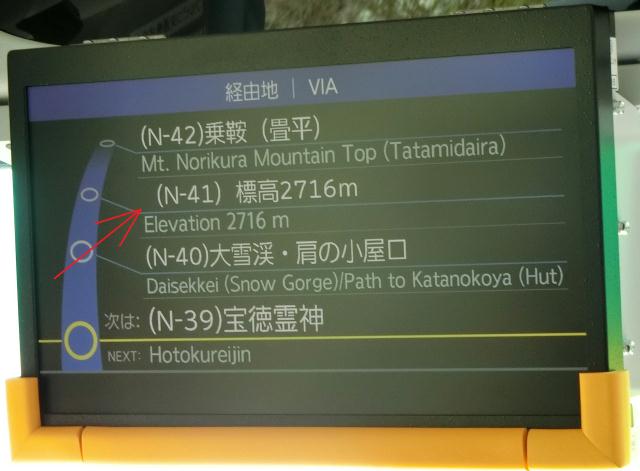 経由地 | VIA
(N-42)乗鞍（畳平）
Mt. Norikura Mountain Top (Tatamidaira)
(N-41) 標高2716m
Elevation 2716 m
(N-40)大雪渓・肩の小屋口
Daisekkei (Snow Gorge)/Path to Katanokoya (Hut)
次は: (N-39)宝徳霊神
NEXT: Hotokureijin